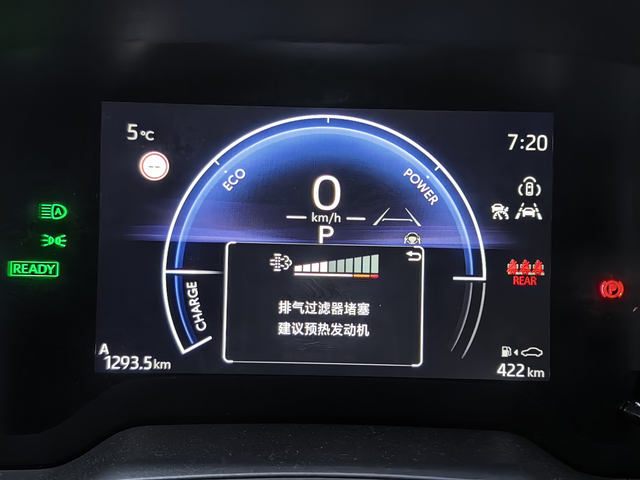 5℃
7:20
ECO
POWER
0
km/h
P
A
READY
REAR
P
CHARGE
排气过滤器堵塞
建议预热发动机
A
1293.5km
422km